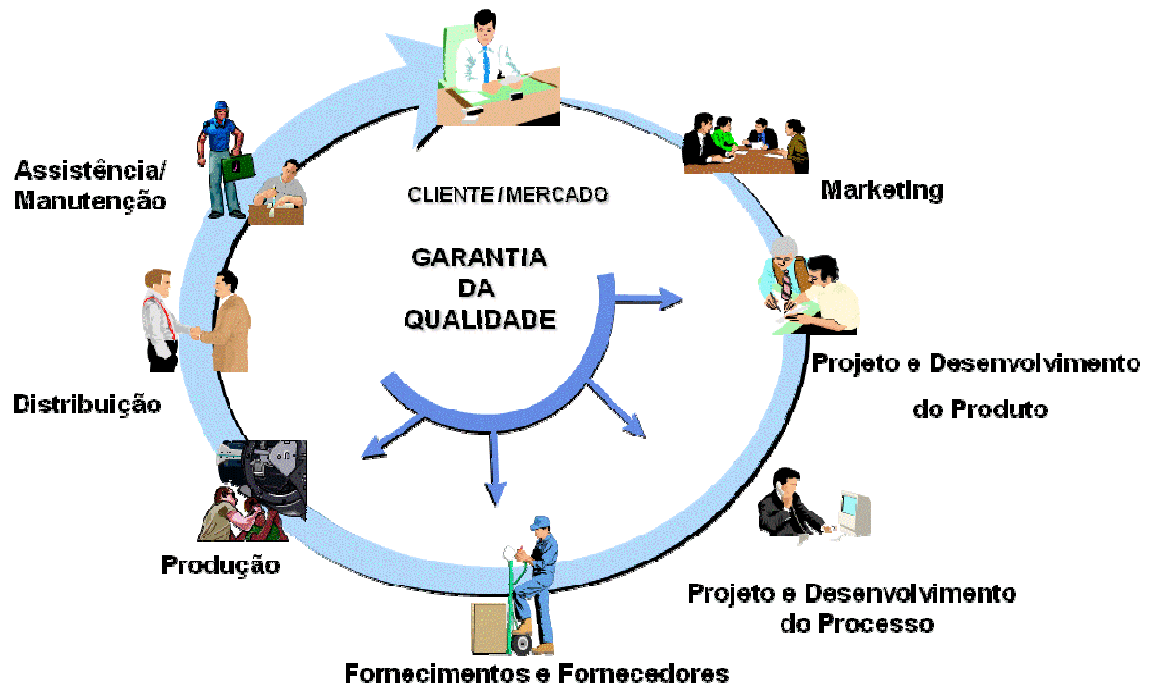 CLIENTE / MERCADO
GARANTIA
DA
QUALIDADE
Marketing
Projeto e Desenvolvimento
do Produto
Projeto e Desenvolvimento
do Processo
Fornecimentos e Fornecedores
Produção
Distribuição
Assistência/
Manutenção